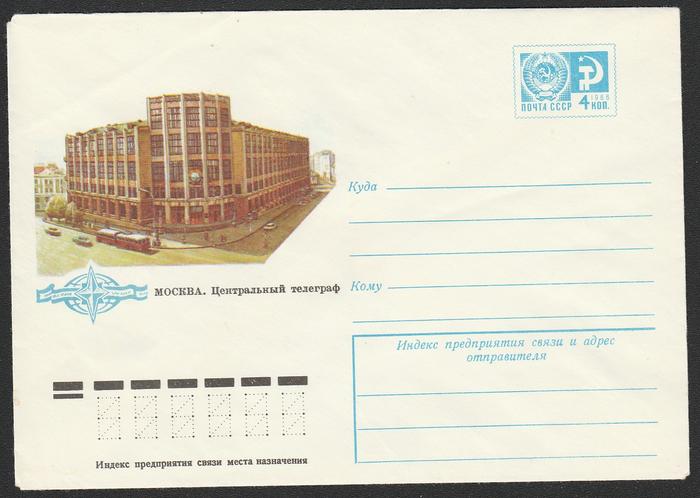 ПОЧТА СССР 4 1966 КОП.
Куда
МОСКВА. Центральный телеграф
Кому
Индекс предприятия связи и адрес
отправителя
Индекс предприятия связи места назначения